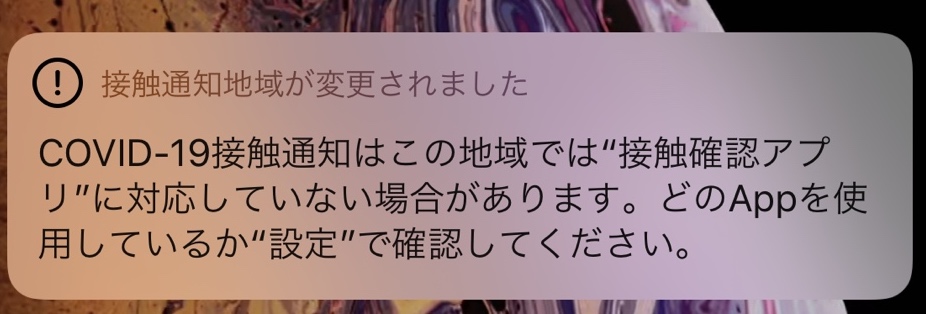 接触通知地域が変更されました
COVID-19接触通知はこの地域では“接触確認アプ
リ”に対応していない場合があります。どのAppを使
用しているか“設定”で確認してください。